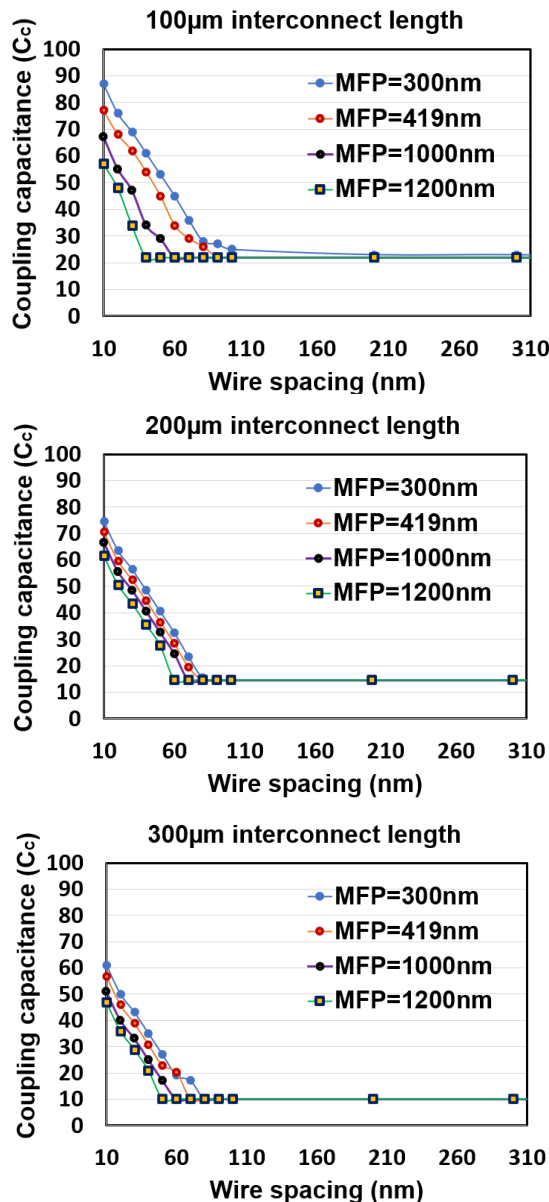 100µm interconnect length
Coupling capacitance (Cc)
100
90
80
70
60
50
40
30
20
10
0
MFP=300nm
MFP=419nm
MFP=1000nm
MFP=1200nm
10 60 110 160 210 260 310
Wire spacing (nm)
200µm interconnect length
Coupling capacitance (Cc)
100
90
80
70
60
50
40
30
20
10
0
MFP=300nm
MFP=419nm
MFP=1000nm
MFP=1200nm
10 60 110 160 210 260 310
Wire spacing (nm)
300µm interconnect length
Coupling capacitance (Cc)
100
90
80
70
60
50
40
30
20
10
0
MFP=300nm
MFP=419nm
MFP=1000nm
MFP=1200nm
10 60 110 160 210 260 310
Wire spacing (nm)